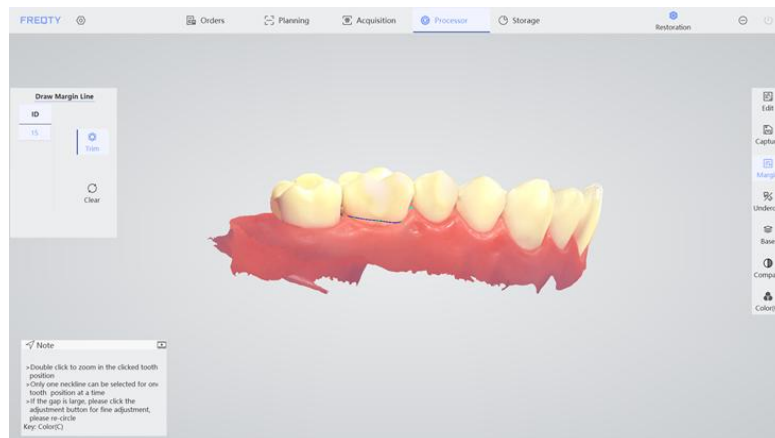 FREQTY
Orders
Planning
Acquisition
Processor
Storage
Restoration
Draw Margin Line
ID
15
Trim
Clear
Edit
Captu
Margi
Underc
Base
Compa
Color(
Note
»Double click to zoom in the clicked tooth
position
»Only one neckline can be selected for one
tooth position at a time
»If the gap is large, please click the
adjustment button for fine adjustment,
please re-circle
Key: Color(C)